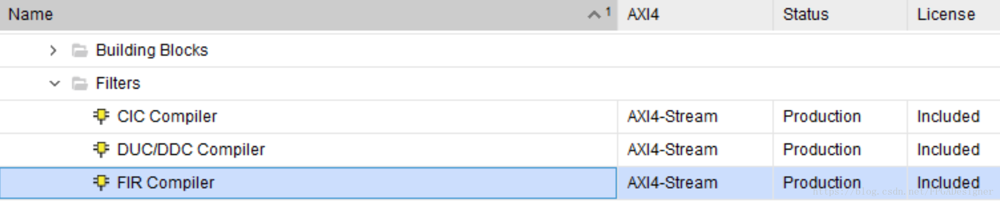 Name 1 AXI4 Status License
Building Blocks
Filters
CIC Compiler AXI4-Stream Production Included
DUC/DDC Compiler AXI4-Stream Production Included
FIR Compiler AXI4-Stream Production Included
https://blog.csdn.net/FPGADesigner